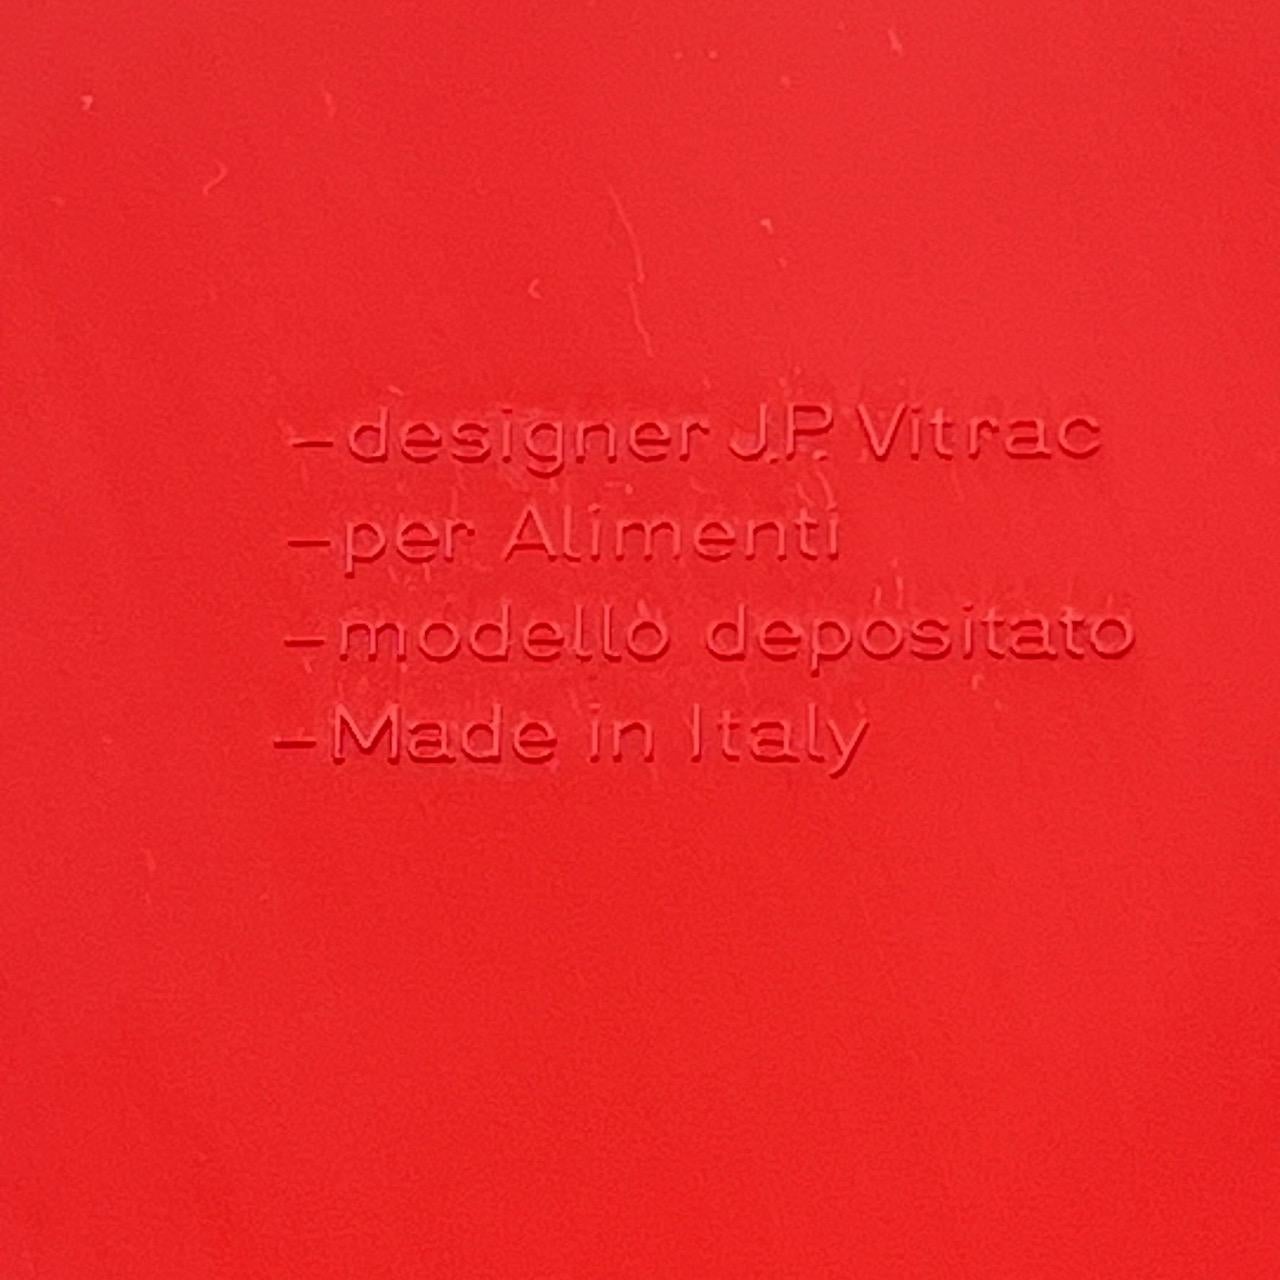 -designer J.P. Vitrac
-per Alimenti
-modello depositato
-Made in Italy